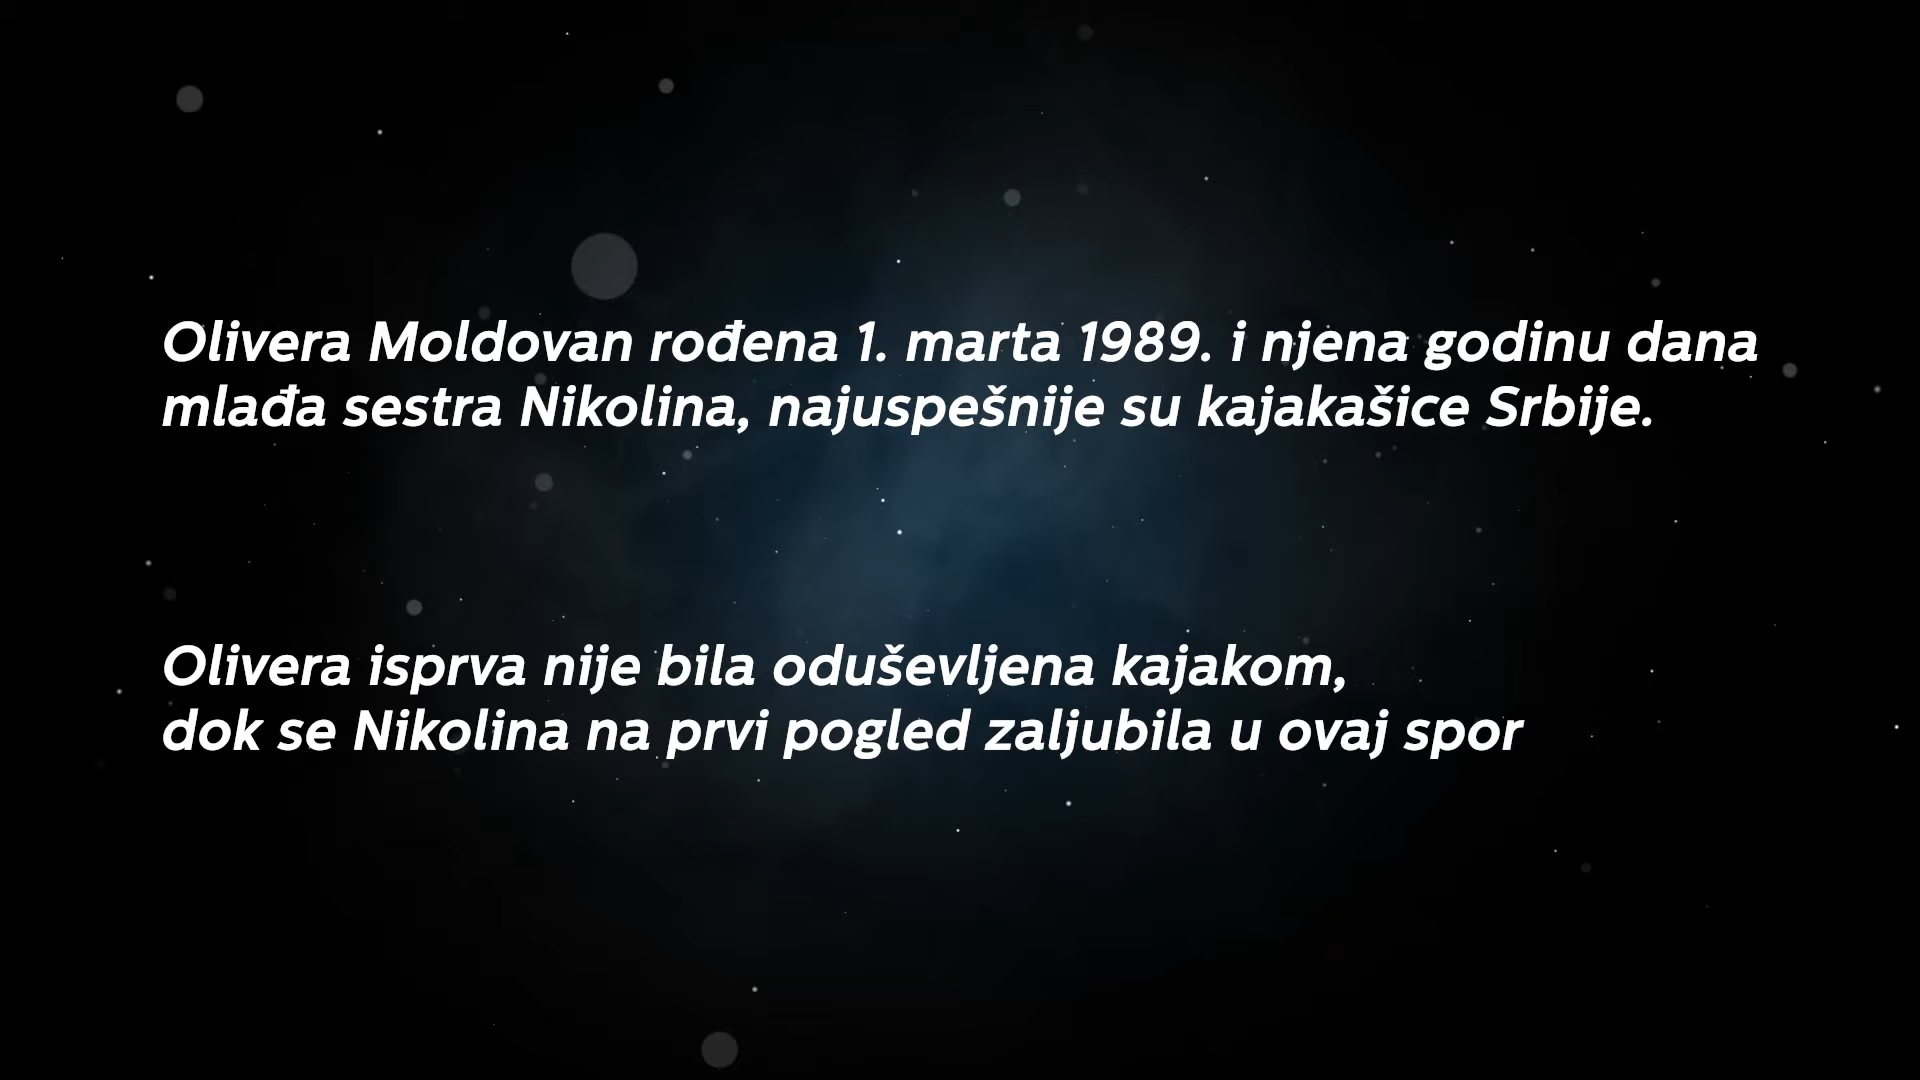 Olivera Moldovan rođena 1. marta 1989. i njena godinu dana
mlađa sestra Nikolina, najuspešnije su kajakašice Srbije.
Olivera isprva nije bila oduševljena kajakom,
dok se Nikolina na prvi pogled zaljubila u ovaj spor